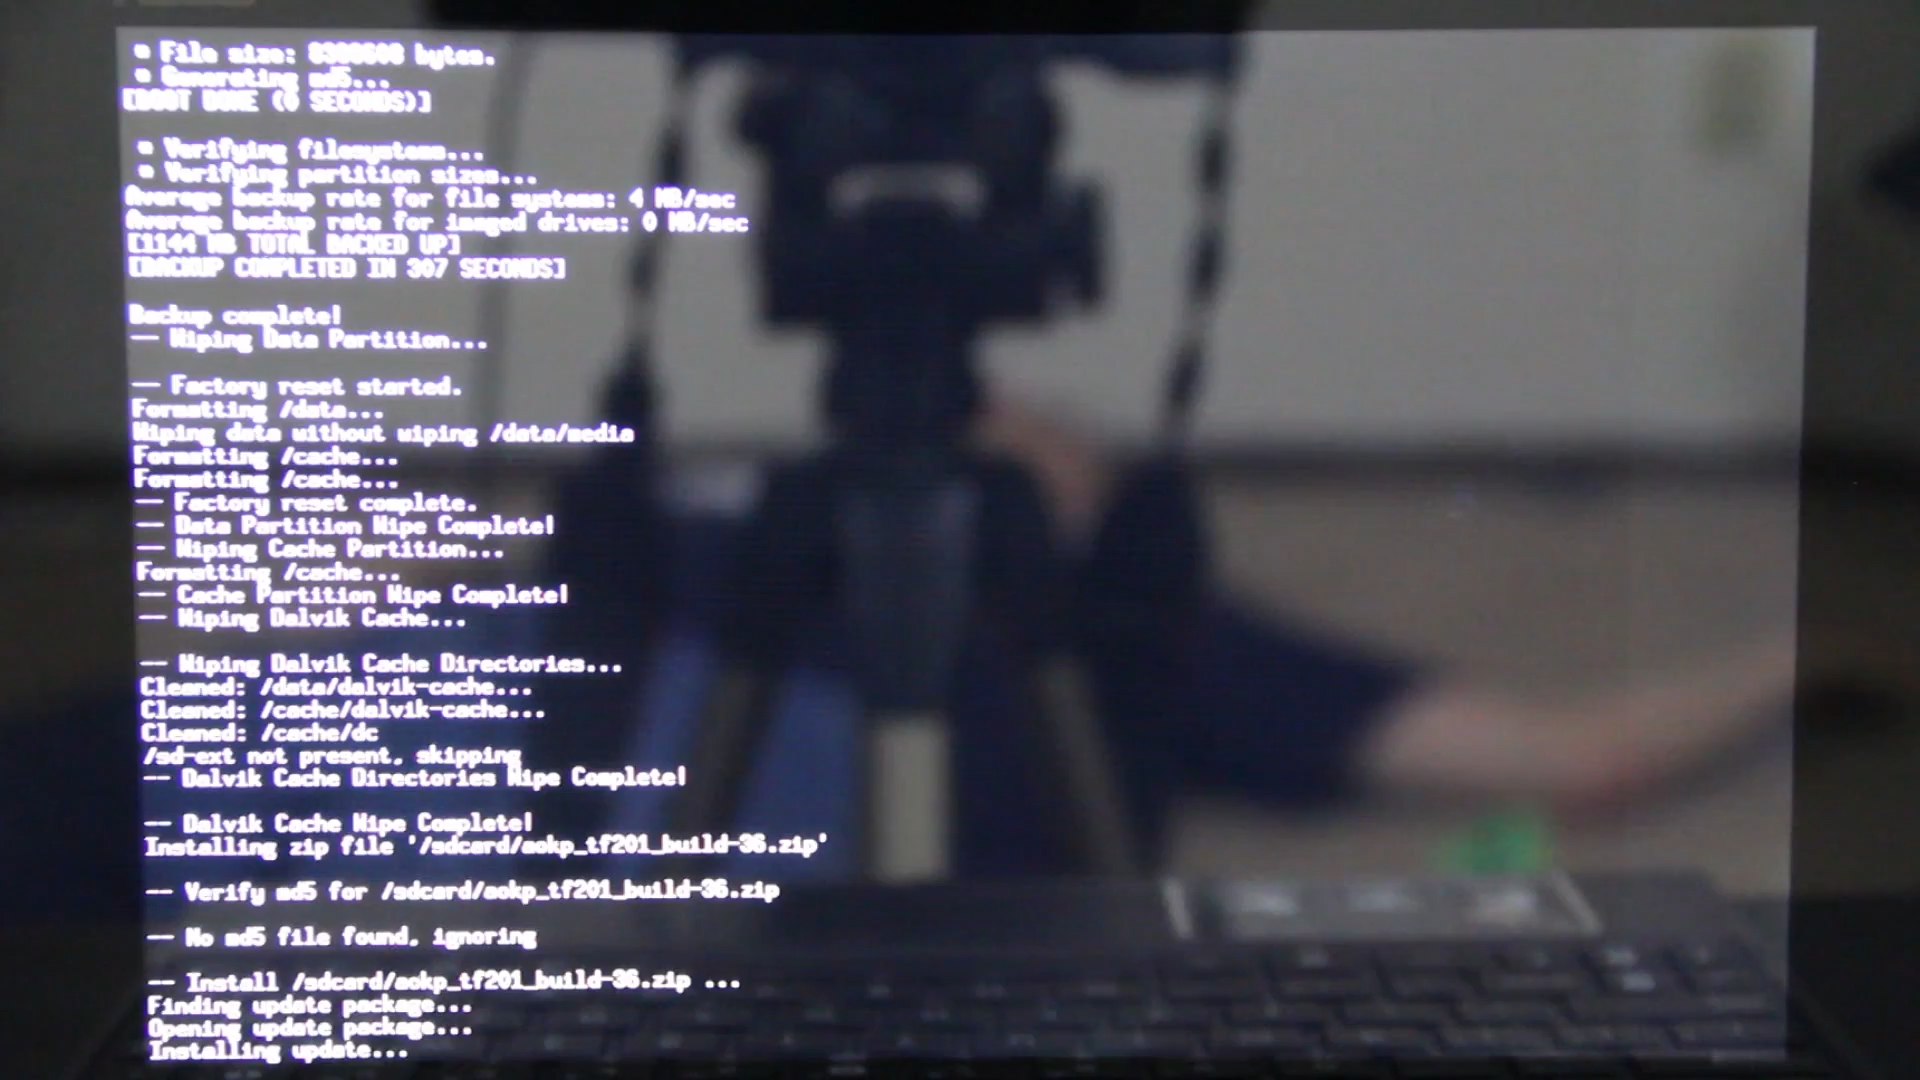 * File size: 8388608 bytes.
* Generating md5...
[BOOT DONE (0 SECONDS)]
* Verifying filesystems...
* Verifying partition sizes...
Average backup rate for file systems: 4 MB/sec
Average backup rate for imaged drives: 0 MB/sec
[1144 MB TOTAL BACKED UP]
[BACKUP COMPLETED IN 307 SECONDS]
Backup complete!
-- Wiping Data Partition...
-- Factory reset started.
Formatting /data...
Wiping data without wiping /data/media
Formatting /cache...
Formatting /cache...
-- Factory reset complete.
-- Data Partition Wipe Complete!
-- Wiping Cache Partition...
Formatting /cache...
-- Cache Partition Wipe Complete!
-- Wiping Dalvik Cache...
-- Wiping Dalvik Cache Directories...
Cleaned: /data/dalvik-cache...
Cleaned: /cache/dalvik-cache...
Cleaned: /cache/dc
/sd-ext not present, skipping
-- Dalvik Cache Directories Wipe Complete!
-- Dalvik Cache Wipe Complete!
Installing zip file '/sdcard/aokp_tf201_build-36.zip'
-- Verify md5 for /sdcard/aokp_tf201_build-36.zip
-- No md5 file found, ignoring
-- Install /sdcard/aokp_tf201_build-36.zip ...
Finding update package...
Opening update package...
Installing update...